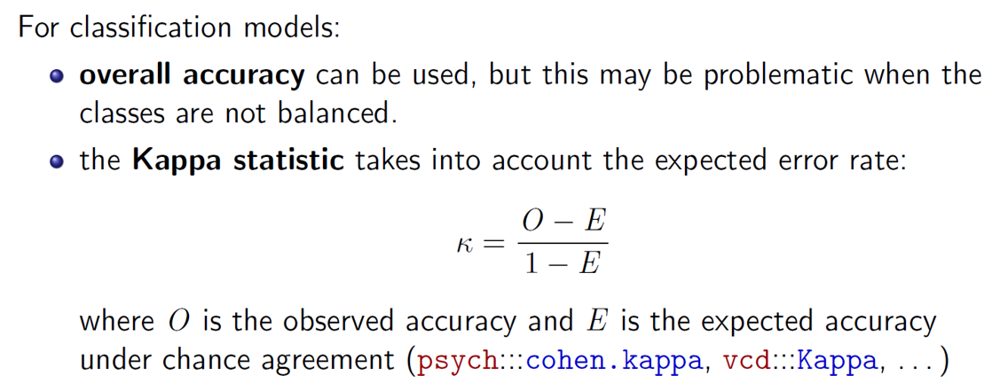 For classification models:
overall accuracy can be used, but this may be problematic when the
classes are not balanced.
the Kappa statistic takes into account the expected error rate:
κ = (O − E) / (1 − E)
where O is the observed accuracy and E is the expected accuracy
under chance agreement (psych:::cohen.kappa, vcd:::Kappa, ...)